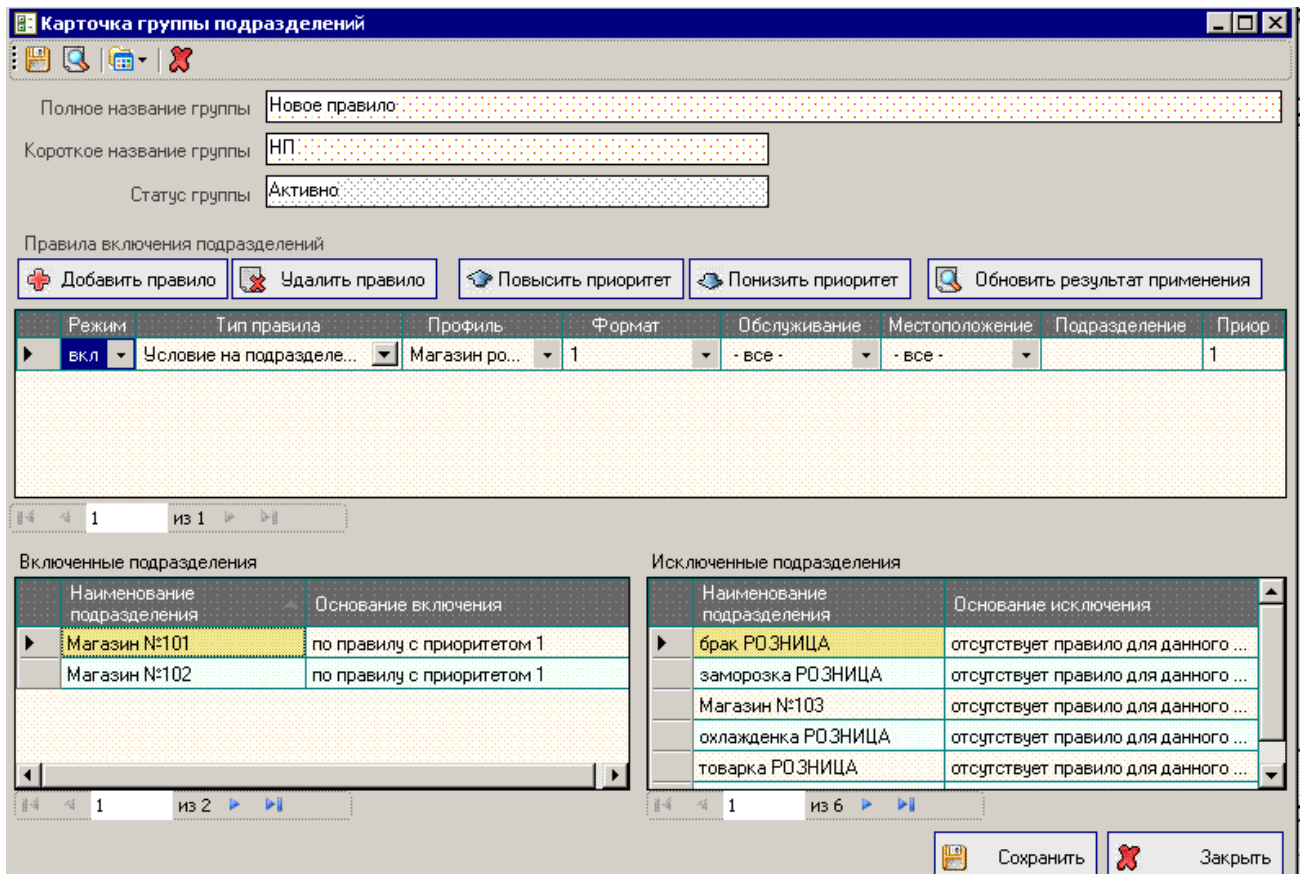 Карточка группы подразделений
Полное название группы Новое правило
Короткое название группы НП
Статус группы Активно
Правила включения подразделений
Добавить правило Удалить правило Повысить приоритет Понизить приоритет Обновить результат применения
Режим Тип правила Профиль Формат Обслуживание Местоположение Подразделение Приор
вкл Условие на подразделе... Магазин ро... 1 - все - - все - 1
1 из 1
Включенные подразделения
Наименование подразделения Основание включения
Магазин №101 по правилу с приоритетом 1
Магазин №102 по правилу с приоритетом 1
1 из 2
Исключенные подразделения
Наименование подразделения Основание исключения
брак РОЗНИЦА отсутствует правило для данного ...
заморозка РОЗНИЦА отсутствует правило для данного ...
Магазин №103 отсутствует правило для данного ...
охлажденка РОЗНИЦА отсутствует правило для данного ...
товарка РОЗНИЦА отсутствует правило для данного ...
1 из 6
Сохранить Закрыть